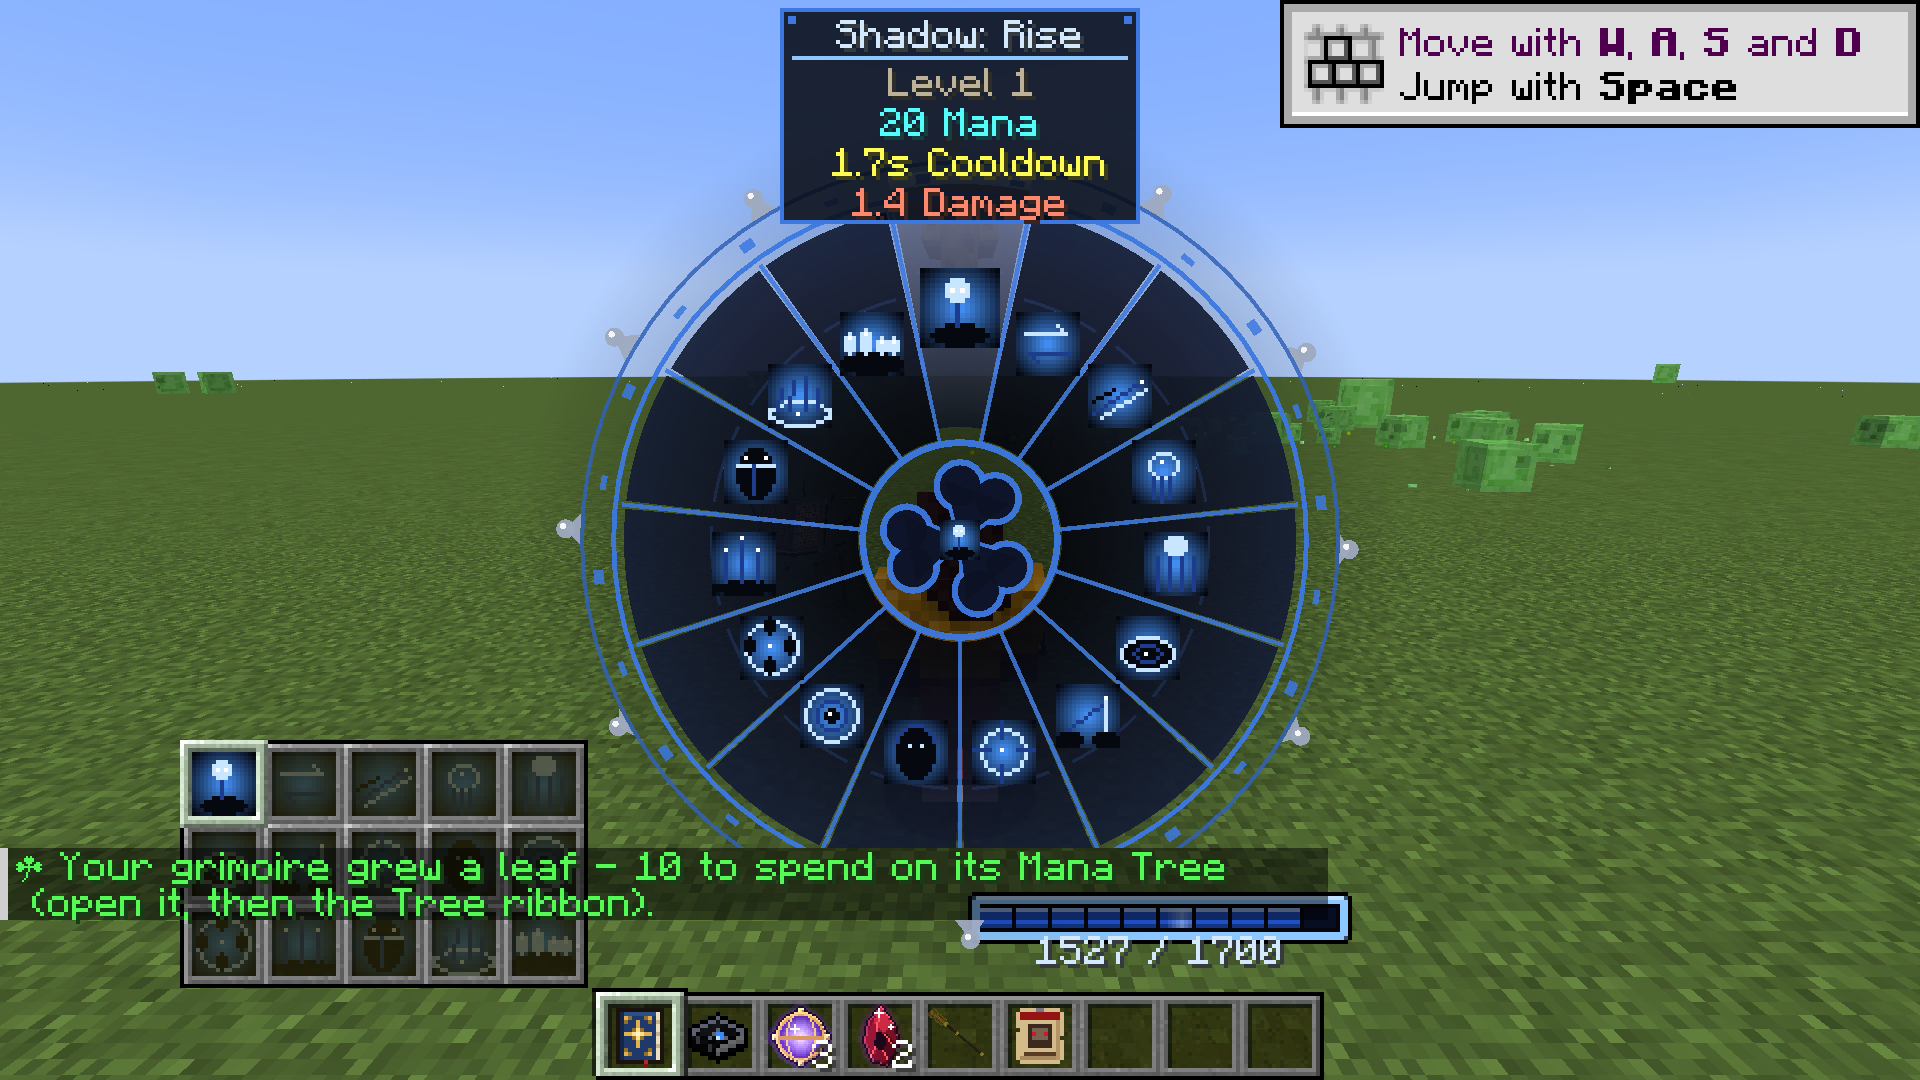 Shadow: Rise
Level 1
20 Mana
1.7s Cooldown
1.4 Damage
Move with W, A, S and D
Jump with Space
☘ Your grimoire grew a leaf - 10 to spend on its Mana Tree
(open it, then the Tree ribbon).
1527 / 1700
3
2